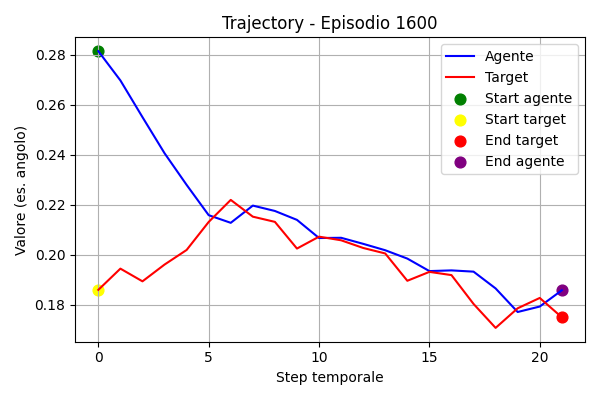 Trajectory - Episodio 1600
Valore (es. angolo)
0.28
0.26
0.24
0.22
0.20
0.18
0
5
10
15
20
Step temporale
Agente
Target
Start agente
Start target
End target
End agente